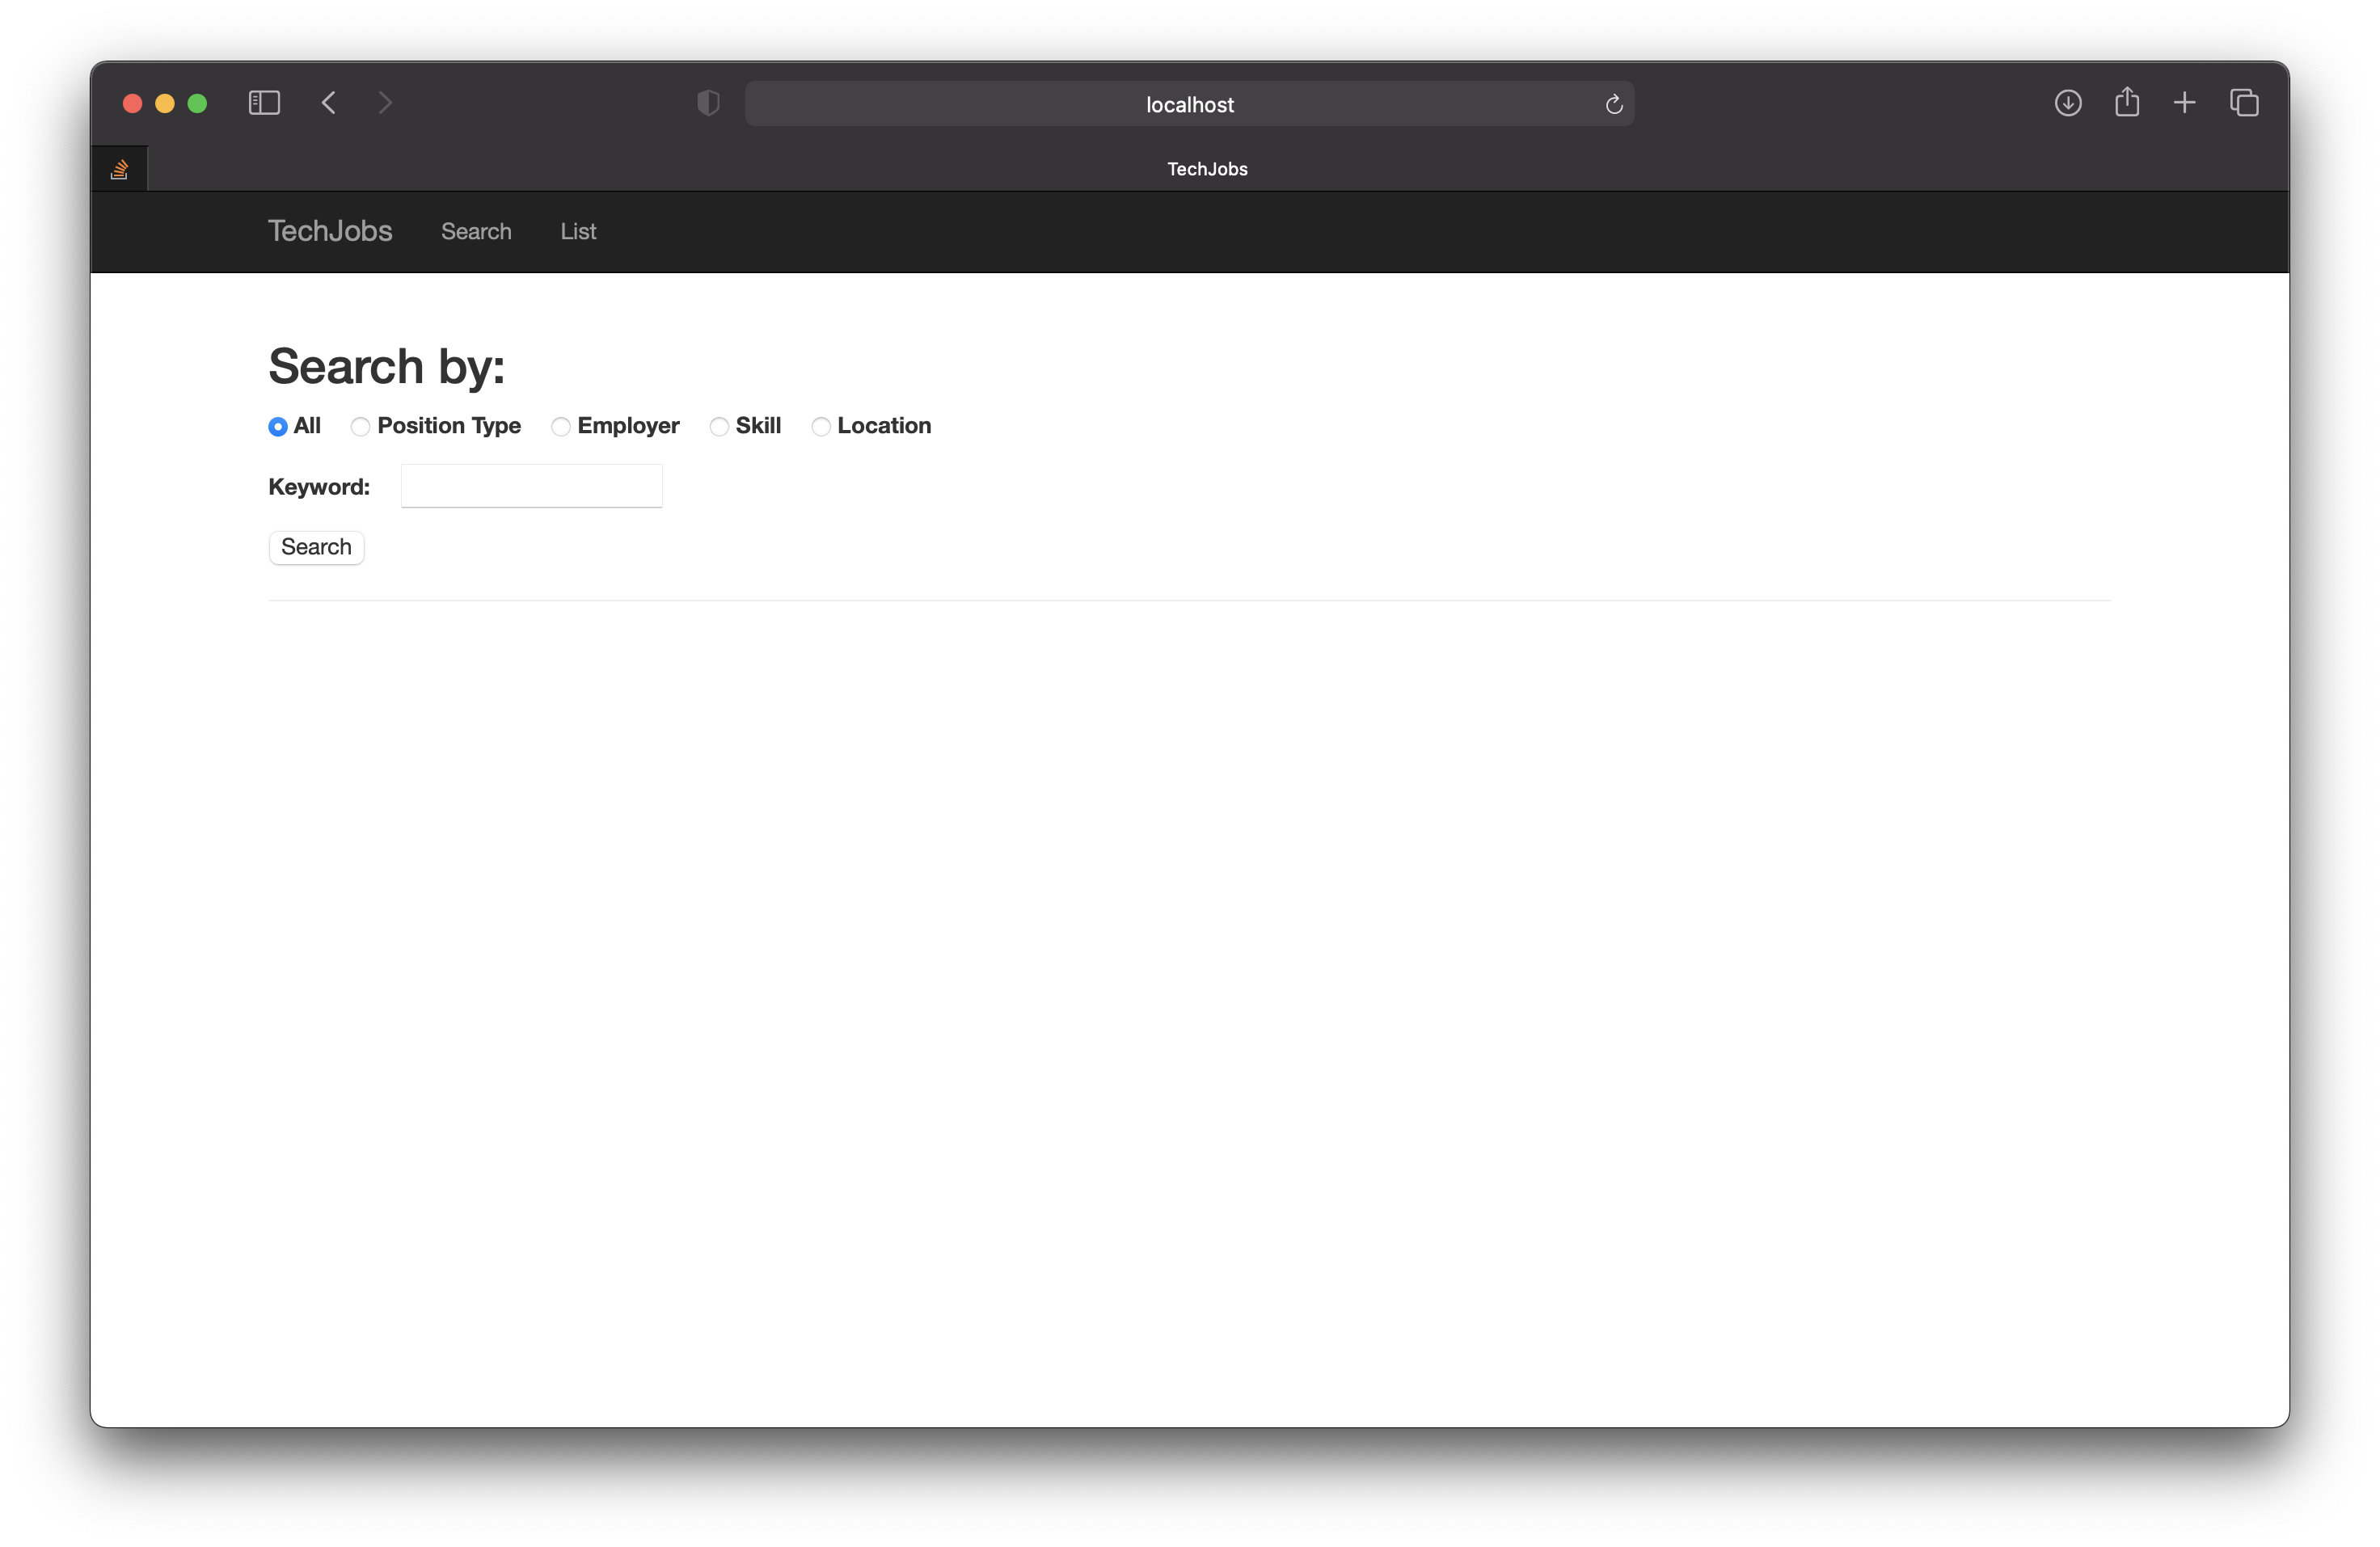 localhost
TechJobs
TechJobs Search List
Search by:
All Position Type Employer Skill Location
Keyword:
Search